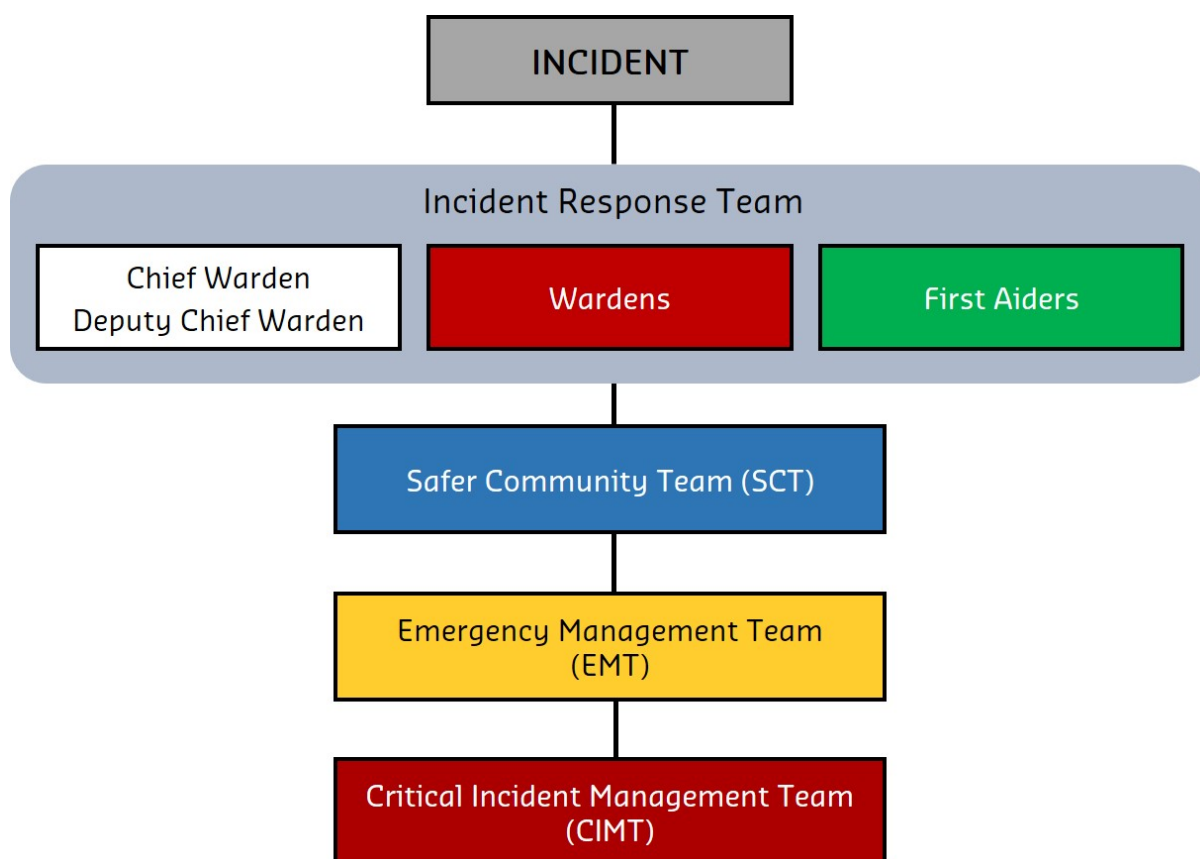 INCIDENT
Incident Response Team
Chief Warden
Deputy Chief Warden
Wardens
First Aiders
Safer Community Team (SCT)
Emergency Management Team
(EMT)
Critical Incident Management Team
(CIMT)